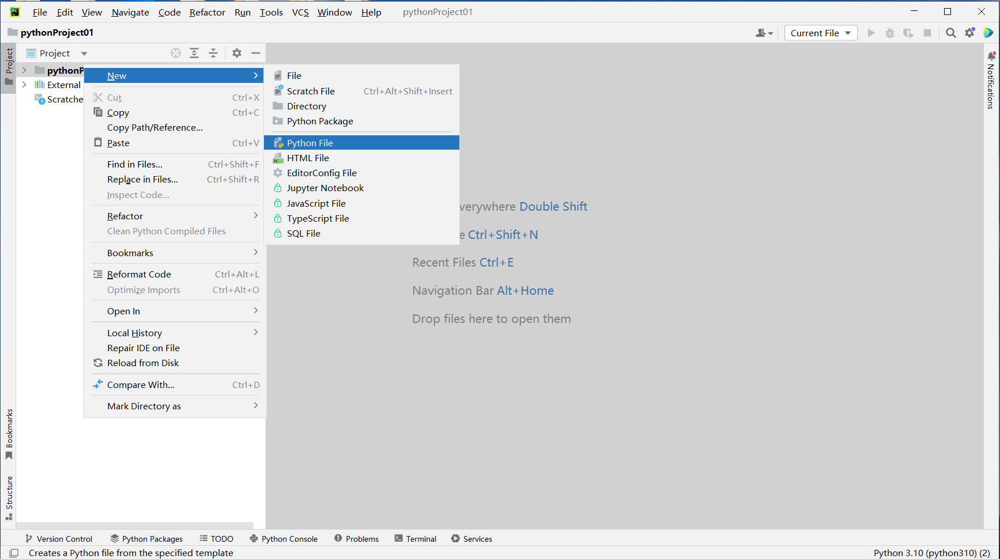 PC File Edit View Navigate Code Refactor Run Tools VCS Window Help pythonProject01
pythonProject01
Current File
Project
Project
pythonP
External
Scratche
New
Cut Ctrl+X
Copy Ctrl+C
Copy Path/Reference...
Paste Ctrl+V
Find in Files... Ctrl+Shift+F
Replace in Files... Ctrl+Shift+R
Inspect Code...
Refactor
Clean Python Compiled Files
Bookmarks
Reformat Code Ctrl+Alt+L
Optimize Imports Ctrl+Alt+O
Open In
Local History
Repair IDE on File
Reload from Disk
Compare With... Ctrl+D
Mark Directory as
File
Scratch File Ctrl+Alt+Shift+Insert
Directory
Python Package
Python File
HTML File
EditorConfig File
Jupyter Notebook
JavaScript File
TypeScript File
SQL File
verywhere Double Shift
e Ctrl+Shift+N
Recent Files Ctrl+E
Navigation Bar Alt+Home
Drop files here to open them
Notifications
Bookmarks
Structure
Version Control Python Packages TODO Python Console Problems Terminal Services
Creates a Python file from the specified template
Python 3.10 (python310) (2)